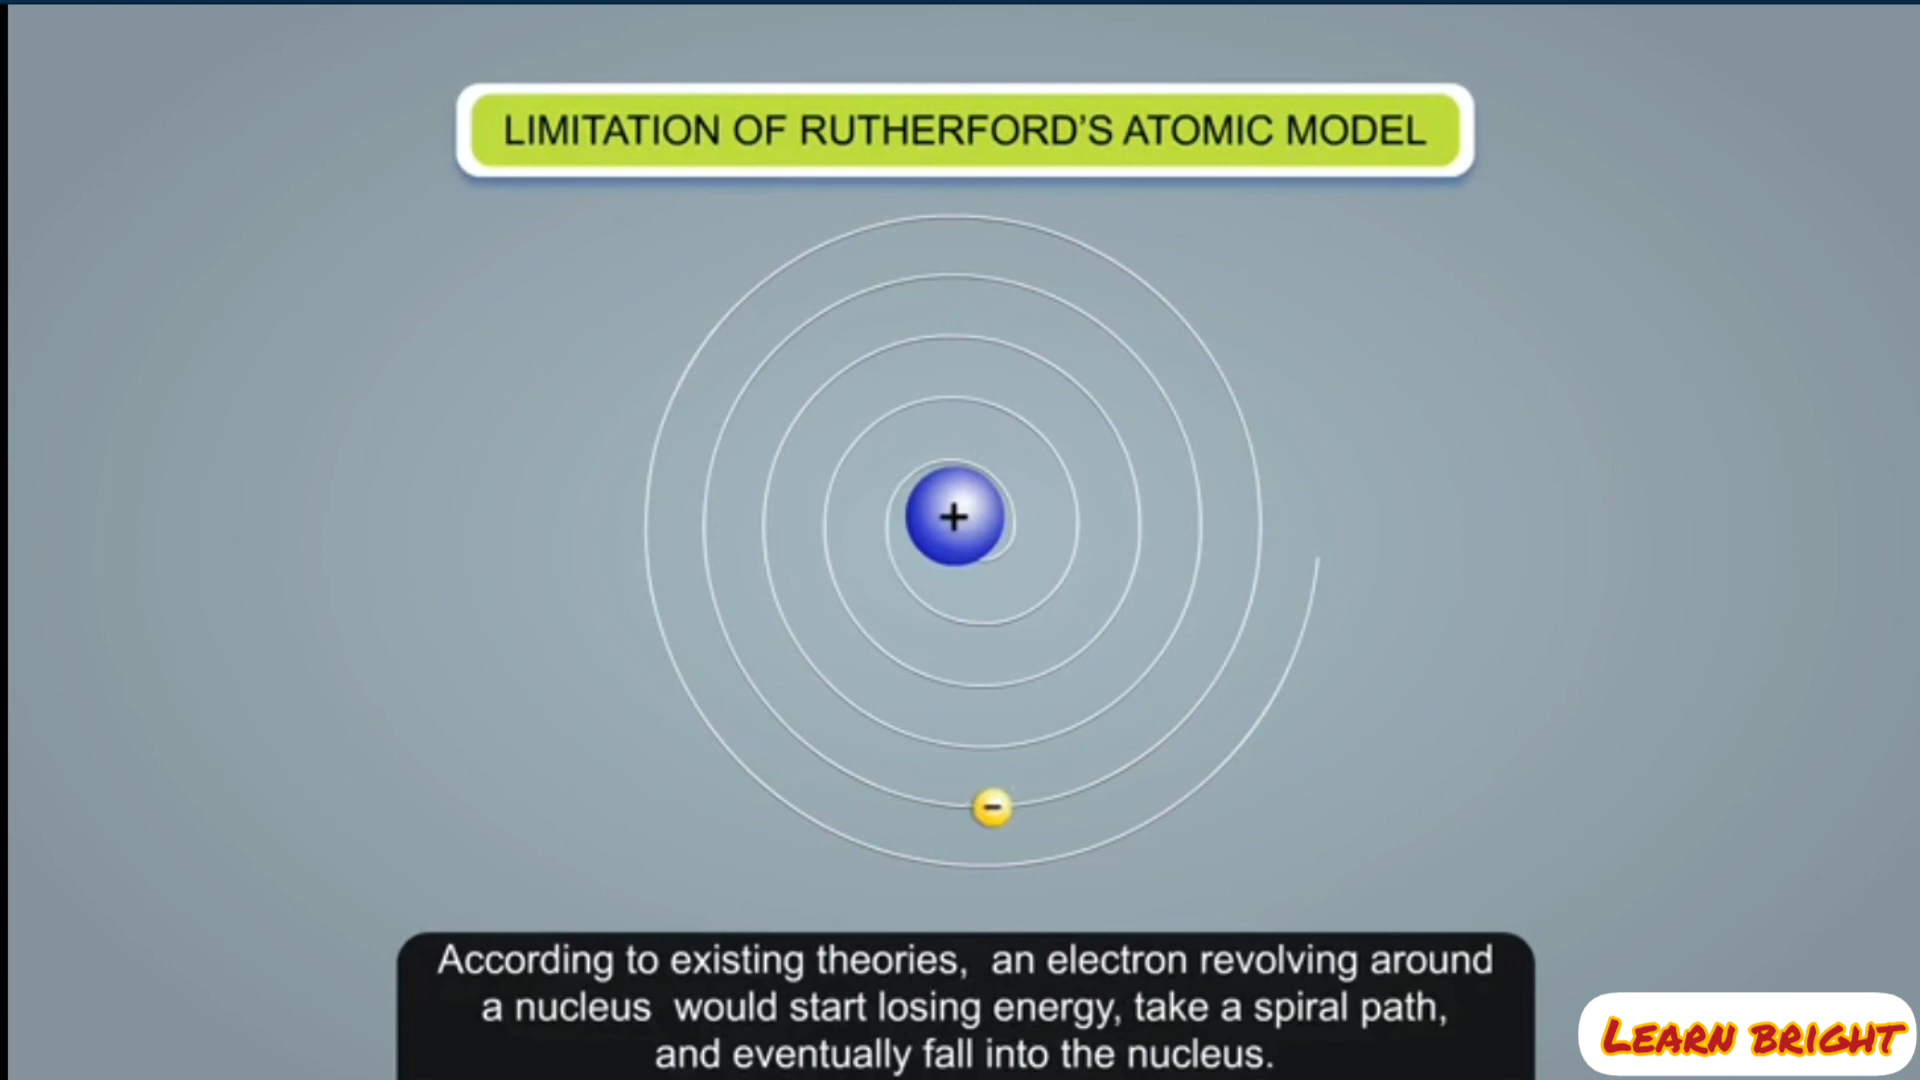 LIMITATION OF RUTHERFORD’S ATOMIC MODEL
+
-
According to existing theories, an electron revolving around
a nucleus would start losing energy, take a spiral path,
and eventually fall into the nucleus.
LEARN BRIGHT